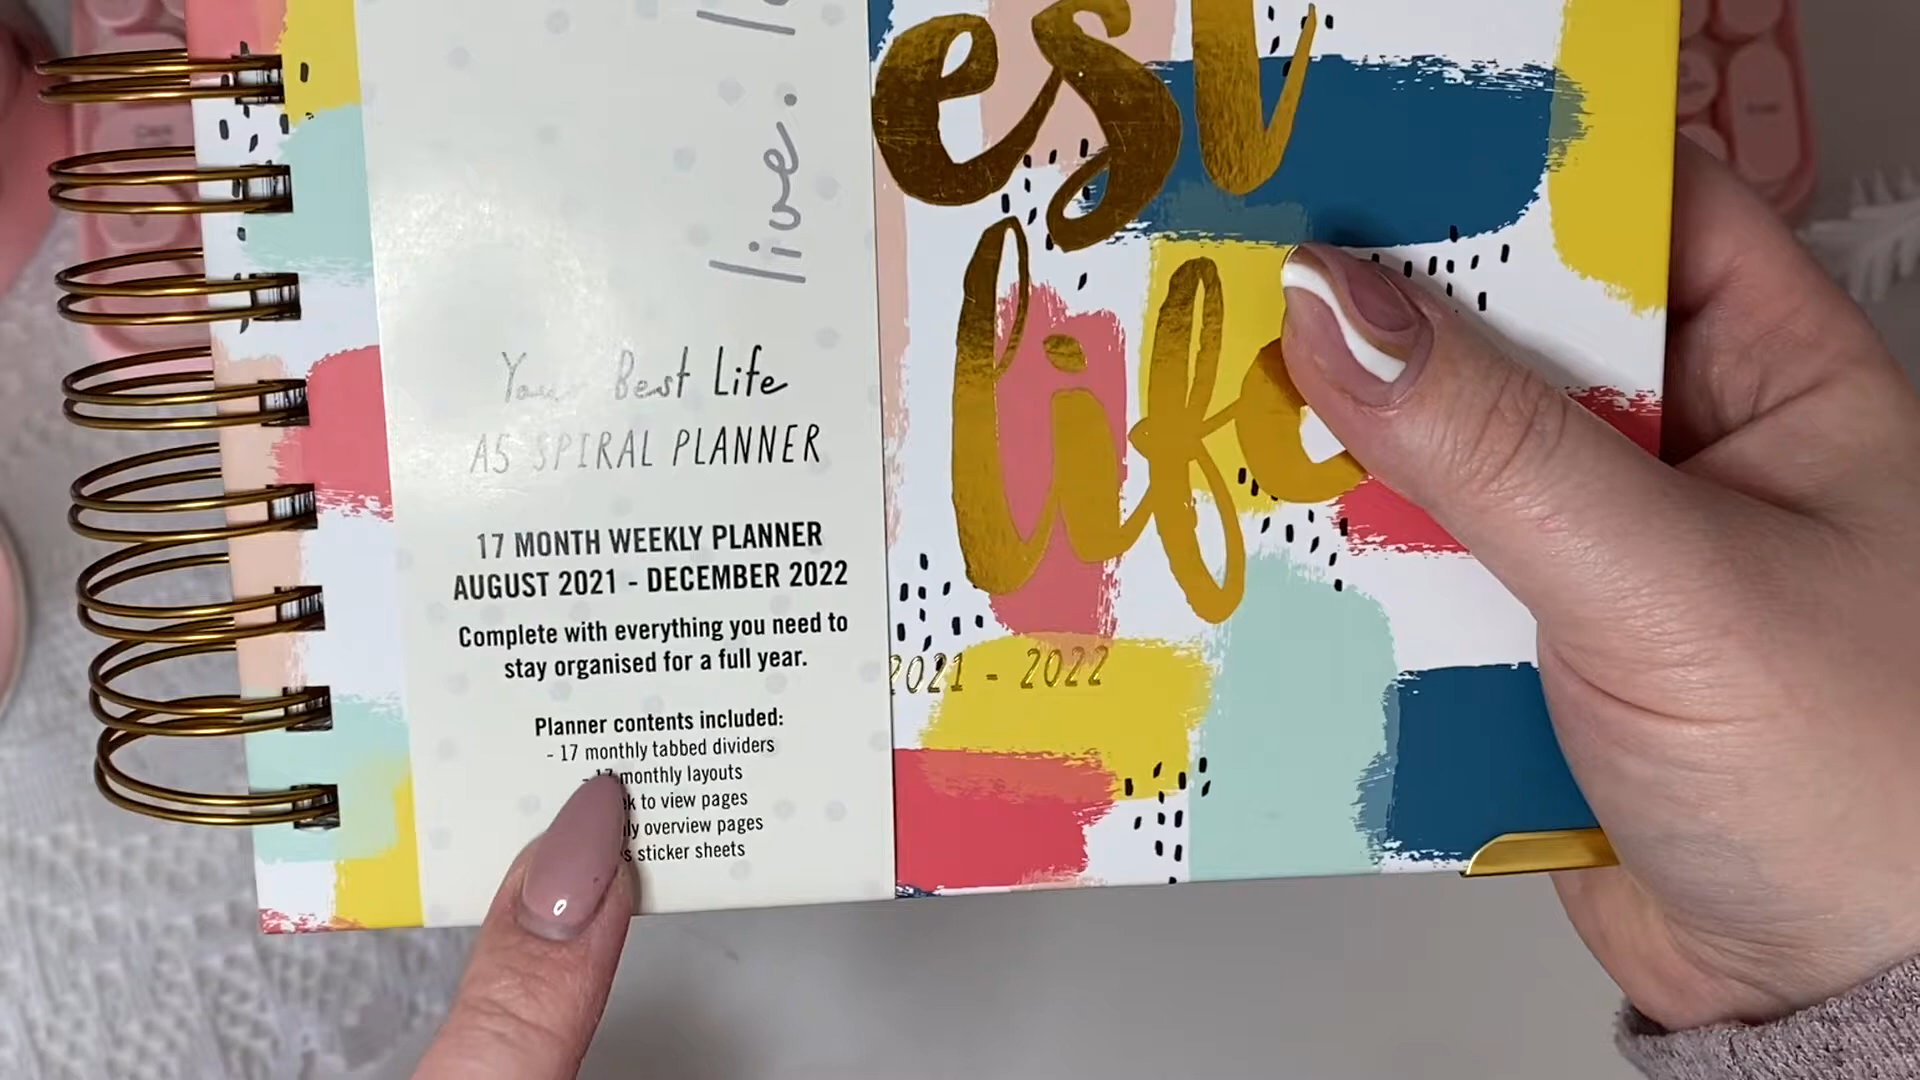 live.
Your Best Life
A5 SPIRAL PLANNER
17 MONTH WEEKLY PLANNER
AUGUST 2021 - DECEMBER 2022
Complete with everything you need to
stay organised for a full year.
Planner contents included:
- 17 monthly tabbed dividers
- 17 monthly layouts
to view pages
overview pages
sticker sheets
est
life
2021 - 2022